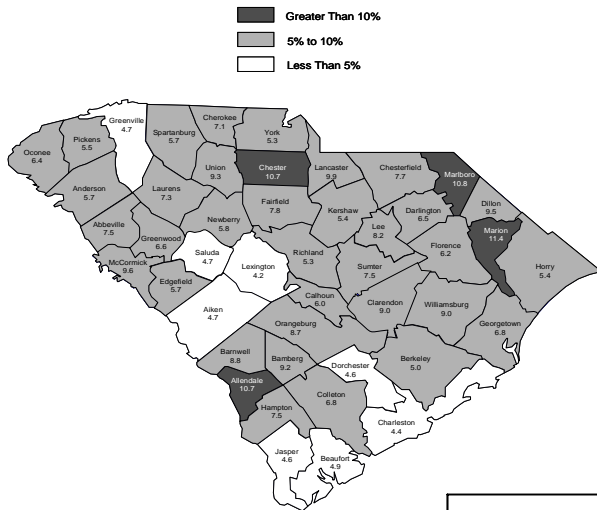 Greater Than 10%
5% to 10%
Less Than 5%
Greenville
4.7
Cherokee
7.1
Pickens
5.5
Spartanburg
5.7
York
5.3
Oconee
6.4
Union
9.3
Chester
10.7
Lancaster
9.9
Chesterfield
7.7
Marlboro
10.8
Anderson
5.7
Laurens
7.3
Fairfield
7.8
Kershaw
5.4
Darlington
6.5
Dillon
9.5
Abbeville
7.5
Newberry
5.8
Lee
8.2
Marion
11.4
Greenwood
6.6
Saluda
4.7
Lexington
4.2
Richland
5.3
Florence
6.2
McCormick
9.6
Sumter
7.5
Horry
5.4
Edgefield
5.7
Calhoun
6.0
Clarendon
9.0
Williamsburg
9.0
Aiken
4.7
Orangeburg
8.7
Georgetown
6.8
Barnwell
8.8
Bamberg
9.2
Dorchester
4.6
Berkeley
5.0
Allendale
10.7
Colleton
6.8
Hampton
7.5
Charleston
4.4
Jasper
4.6
Beaufort
4.9